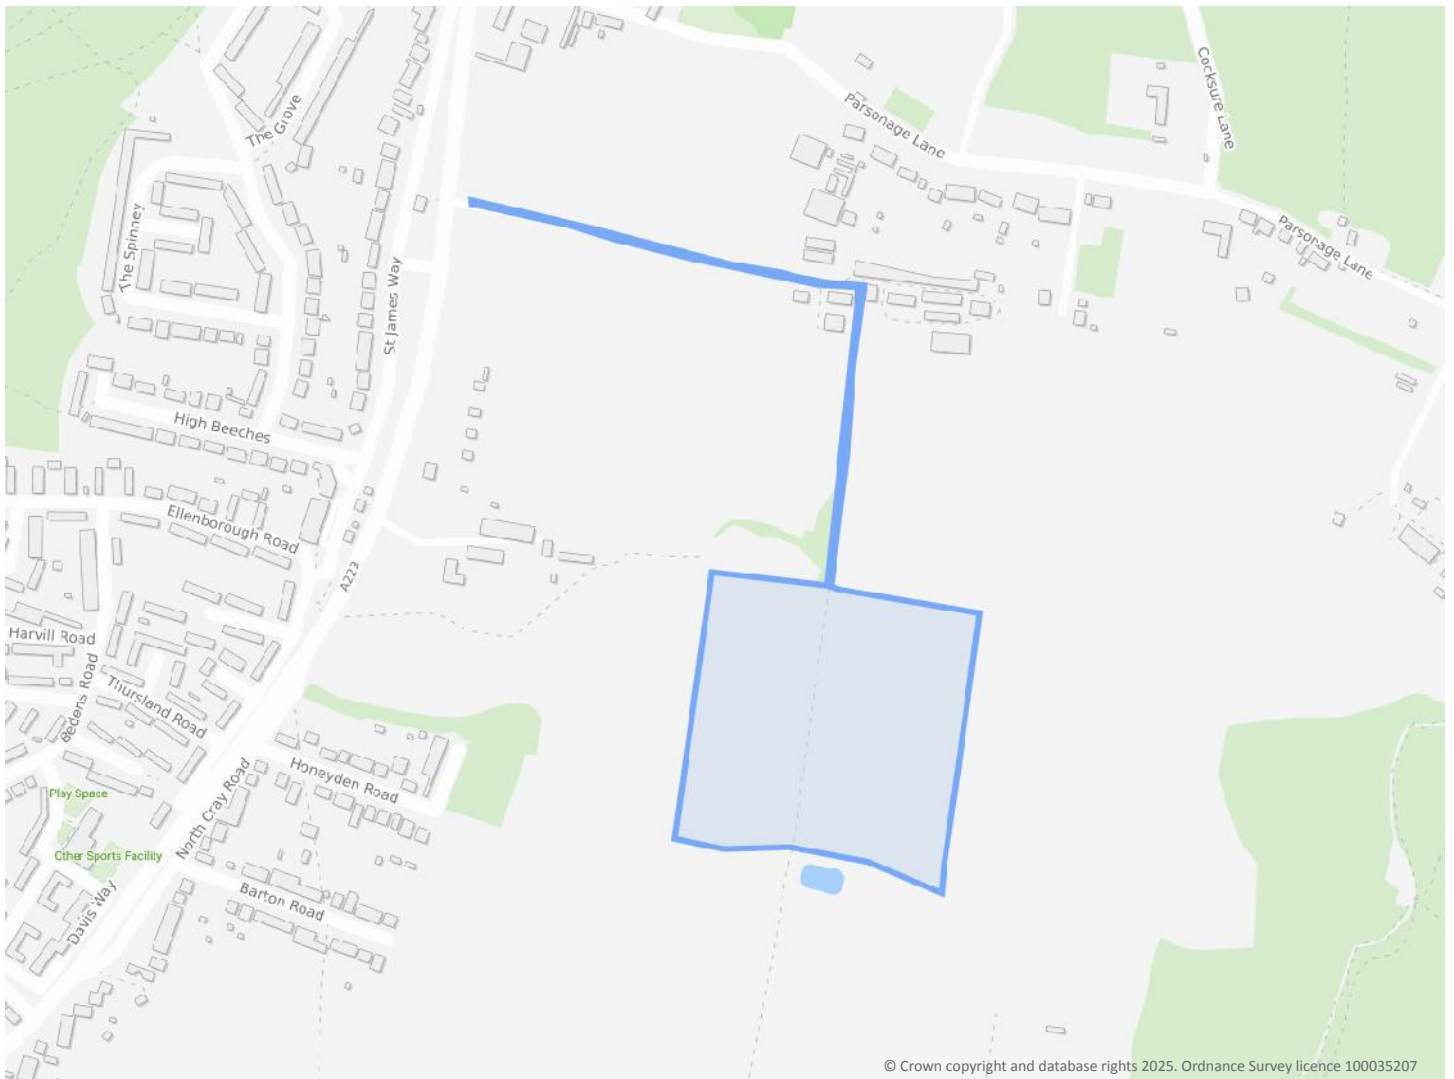 Cocksure Lane
Parsonage Lane
The Grove
Parsonage Lane
The Spinney
St James Way
High Beeches
Ellenborough Road
A223
Harvill Road
Bedens Road
Thursland Road
Honeyden Road
Play Space
North Cray Road
Other Sports Facility
Barton Road
Davis Way
© Crown copyright and database rights 2025. Ordnance Survey licence 100035207